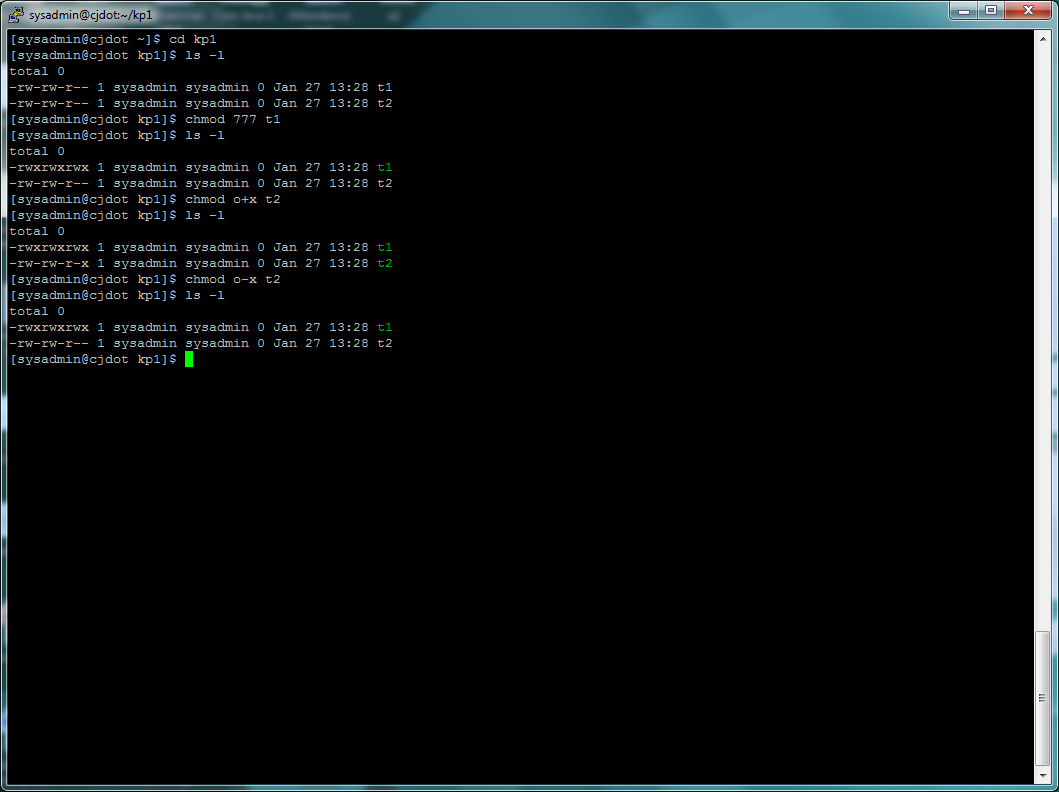 sysadmin@cjdot:~/kp1
[sysadmin@cjdot ~]$ cd kp1
[sysadmin@cjdot kp1]$ ls -l
total 0
-rw-rw-r-- 1 sysadmin sysadmin 0 Jan 27 13:28 t1
-rw-rw-r-- 1 sysadmin sysadmin 0 Jan 27 13:28 t2
[sysadmin@cjdot kp1]$ chmod 777 t1
[sysadmin@cjdot kp1]$ ls -l
total 0
-rwxrwxrwx 1 sysadmin sysadmin 0 Jan 27 13:28 t1
-rw-rw-r-- 1 sysadmin sysadmin 0 Jan 27 13:28 t2
[sysadmin@cjdot kp1]$ chmod o+x t2
[sysadmin@cjdot kp1]$ ls -l
total 0
-rwxrwxrwx 1 sysadmin sysadmin 0 Jan 27 13:28 t1
-rw-rw-r-x 1 sysadmin sysadmin 0 Jan 27 13:28 t2
[sysadmin@cjdot kp1]$ chmod o-x t2
[sysadmin@cjdot kp1]$ ls -l
total 0
-rwxrwxrwx 1 sysadmin sysadmin 0 Jan 27 13:28 t1
-rw-rw-r-- 1 sysadmin sysadmin 0 Jan 27 13:28 t2
[sysadmin@cjdot kp1]$